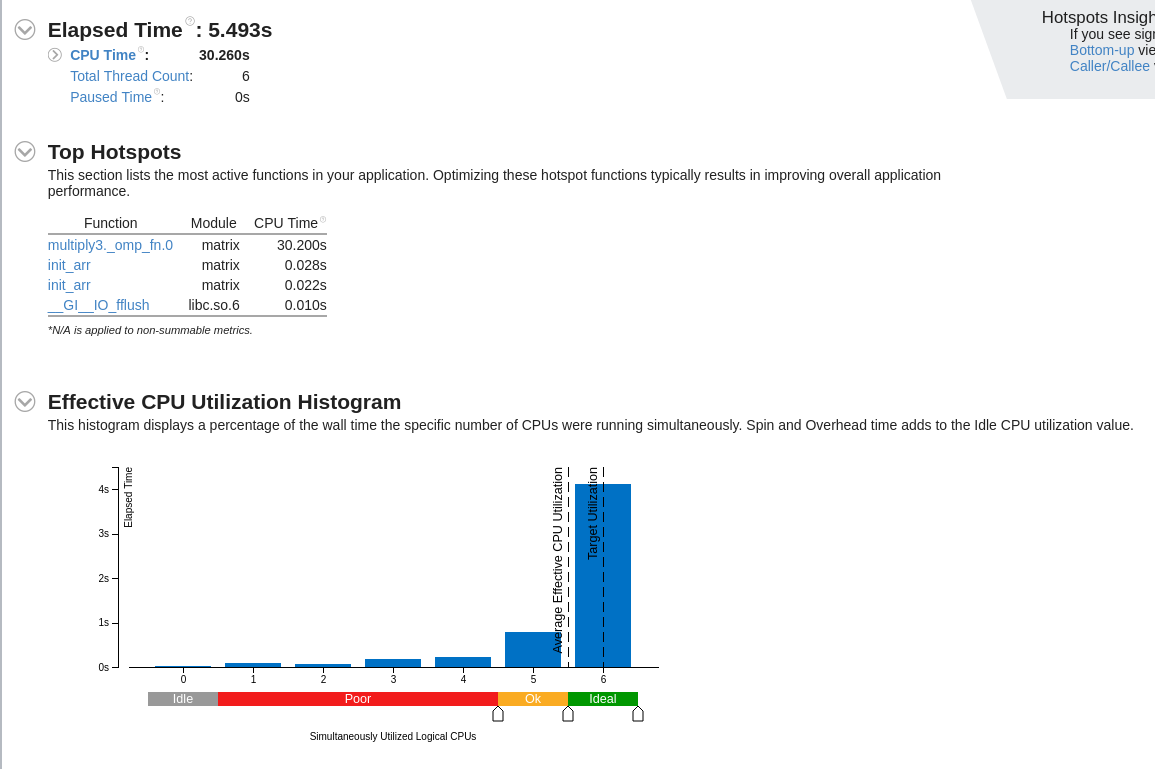 Elapsed Time: 5.493s
CPU Time: 30.260s
Total Thread Count: 6
Paused Time: 0s
Hotspots Insigh
If you see sig
Bottom-up vie
Caller/Callee
Top Hotspots
This section lists the most active functions in your application. Optimizing these hotspot functions typically results in improving overall application
performance.
Function Module CPU Time
multiply3._omp_fn.0 matrix 30.200s
init_arr matrix 0.028s
init_arr matrix 0.022s
__GI__IO_fflush libc.so.6 0.010s
*N/A is applied to non-summable metrics.
Effective CPU Utilization Histogram
This histogram displays a percentage of the wall time the specific number of CPUs were running simultaneously. Spin and Overhead time adds to the Idle CPU utilization value.
Elapsed Time
4s
3s
2s
1s
0s
Average Effective CPU Utilization
Target Utilization
0 1 2 3 4 5 6
Idle Poor Ok Ideal
Simultaneously Utilized Logical CPUs